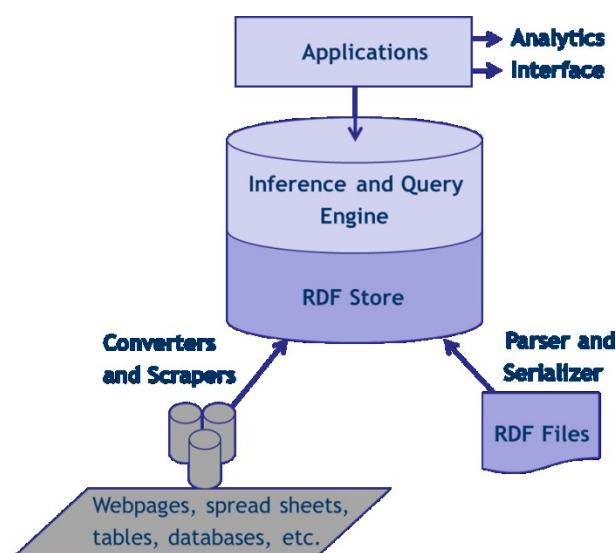 Applications
Analytics
Interface
Inference and Query
Engine
RDF Store
Converters
and Scrapers
Parser and
Serializer
RDF Files
Webpages, spread sheets,
tables, databases, etc.